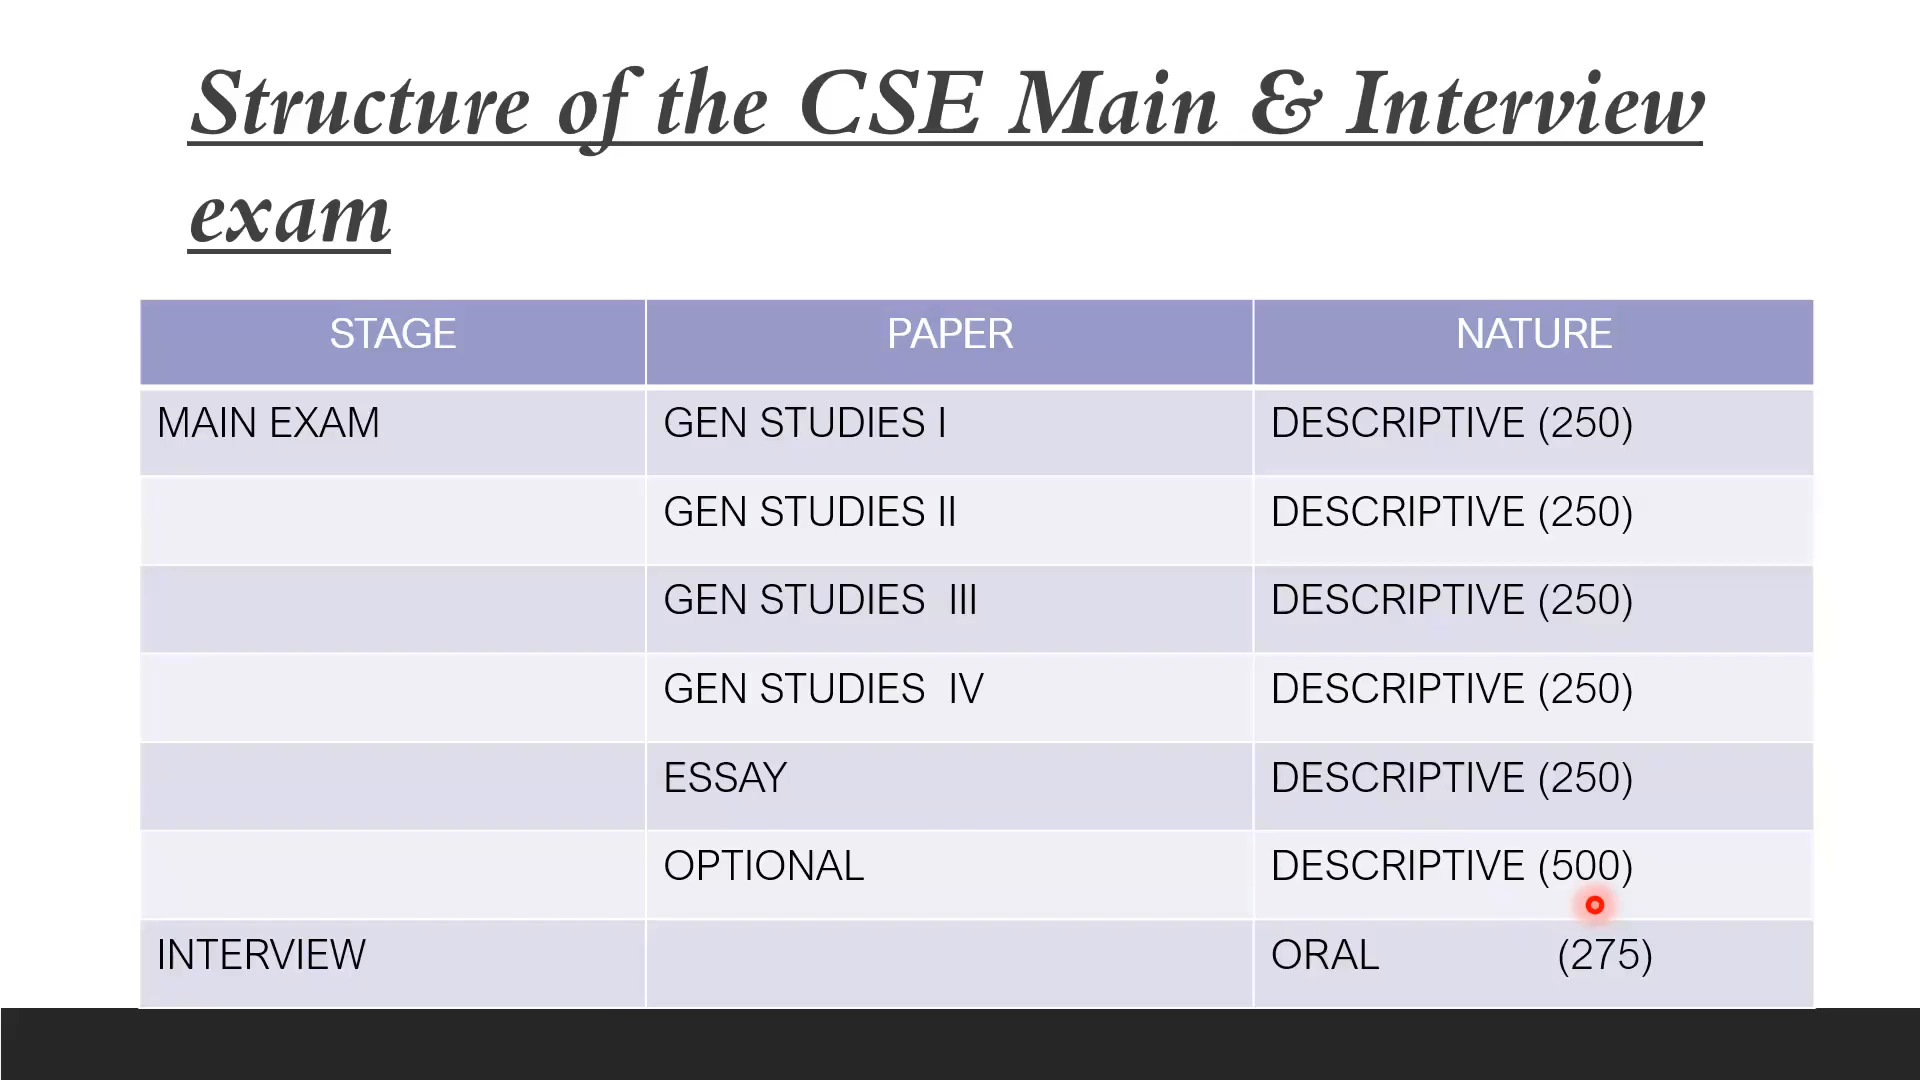 Structure of the CSE Main & Interview
exam
STAGE PAPER NATURE
MAIN EXAM GEN STUDIES I DESCRIPTIVE (250)
GEN STUDIES II DESCRIPTIVE (250)
GEN STUDIES III DESCRIPTIVE (250)
GEN STUDIES IV DESCRIPTIVE (250)
ESSAY DESCRIPTIVE (250)
OPTIONAL DESCRIPTIVE (500)
INTERVIEW ORAL (275)